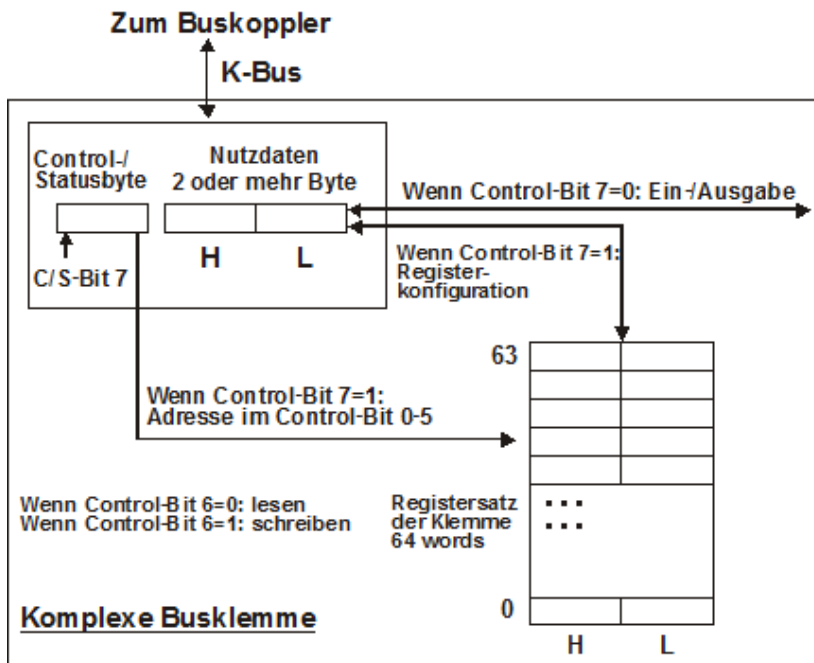 Zum Buskoppler
K-Bus
Control-/
Statusbyte
Nutzdaten
2 oder mehr Byte
Wenn Control-Bit 7=0: Ein-/Ausgabe
H
L
C/S-Bit 7
Wenn Control-Bit 7=1:
Register-
konfiguration
63
Wenn Control-Bit 7=1:
Adresse im Control-Bit 0-5
Wenn Control-Bit 6=0: lesen
Wenn Control-Bit 6=1: schreiben
Registersatz
der Klemme
64 words
0
Komplexe Busklemme
H
L